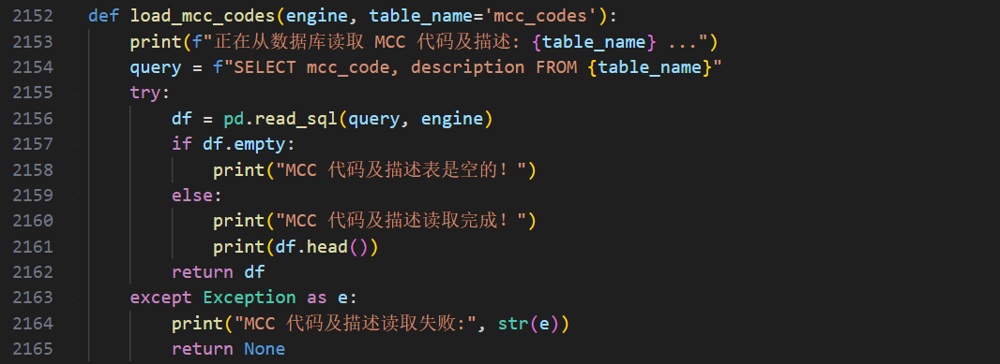 2152 def load_mcc_codes(engine, table_name='mcc_codes'):
2153     print(f"正在从数据库读取 MCC 代码及描述: {table_name} ...")
2154     query = f"SELECT mcc_code, description FROM {table_name}"
2155     try:
2156         df = pd.read_sql(query, engine)
2157         if df.empty:
2158             print("MCC 代码及描述表是空的！")
2159         else:
2160             print("MCC 代码及描述读取完成！")
2161             print(df.head())
2162         return df
2163     except Exception as e:
2164         print("MCC 代码及描述读取失败:", str(e))
2165         return None